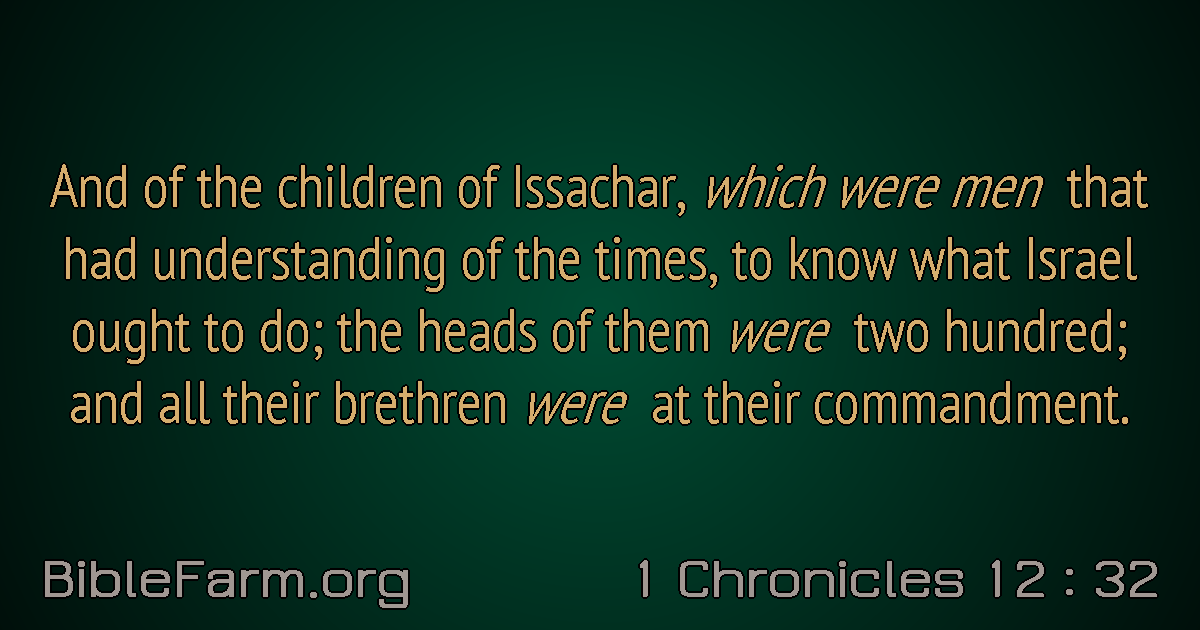 And of the children of Issachar, which were men that
had understanding of the times, to know what Israel
ought to do; the heads of them were two hundred;
and all their brethren were at their commandment.
BibleFarm.org
1 Chronicles 12 : 32